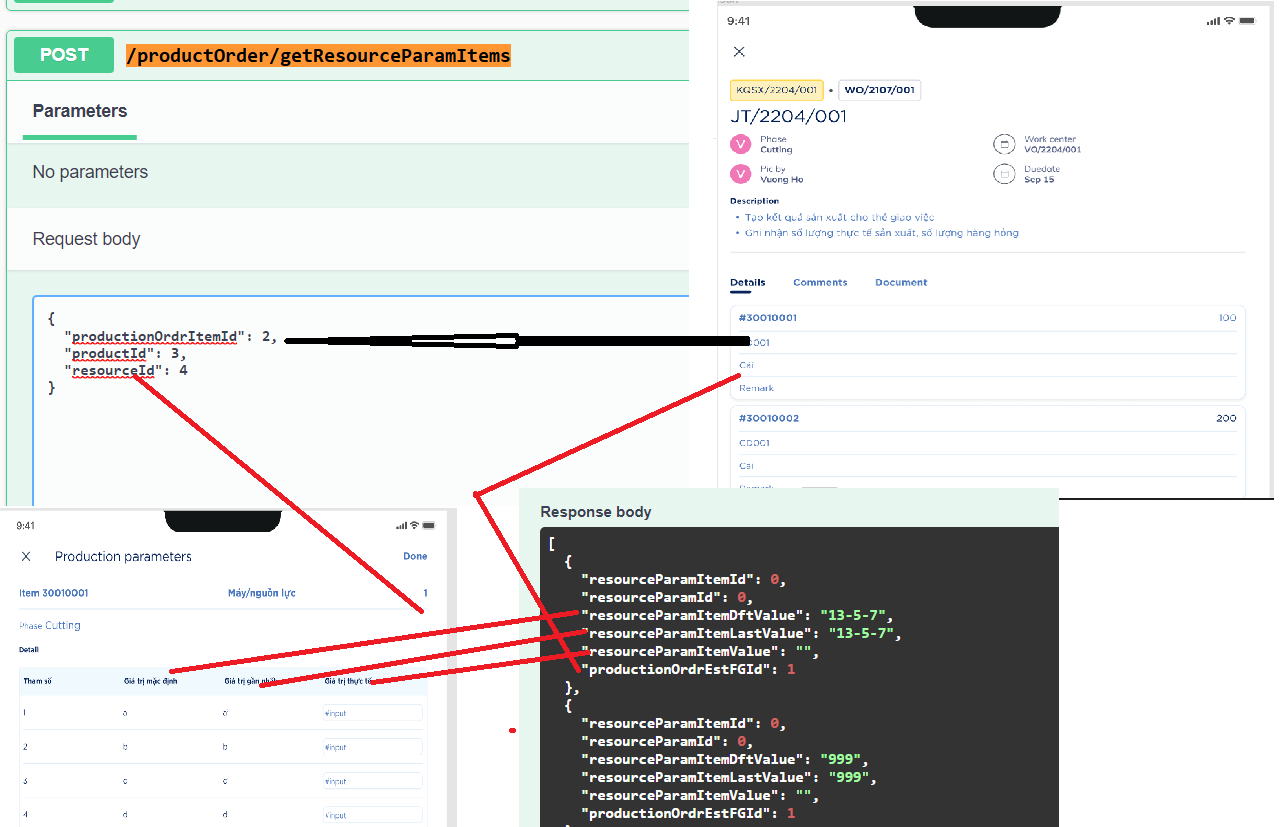 POST /productOrder/getResourceParamItems
Parameters
No parameters
Request body
{
"productionOrdrItemId": 2,
"productId": 3,
"resourceId": 4
}
9:41
KQSX/2204/001 • WO/2107/001
JT/2204/001
V Phase
Cutting
Work center
VO/2204/001
V Pic by
Vuong Ho
Duedate
Sep 15
Description
• Tạo kết quả sản xuất cho thẻ giao việc
• Ghi nhận số lượng thực tế sản xuất, số lượng hàng hỏng
Details Comments Document
#30010001 100
Cái
Remark
#30010002 200
CD001
Cái
Remark
9:41
Production parameters Done
Item 30010001 Máy/nguồn lực 1
Phase Cutting
Detail
Tham số Giá trị mặc định Giá trị gần nhất Giá trị thực tế
1 a a #input
2 b b #input
3 c c #input
4 d d #input
Response body
[
{
"resourceParamItemId": 0,
"resourceParamId": 0,
"resourceParamItemDftValue": "13-5-7",
"resourceParamItemLastValue": "13-5-7",
"resourceParamItemValue": "",
"productionOrdrEstFGId": 1
},
{
"resourceParamItemId": 0,
"resourceParamId": 0,
"resourceParamItemDftValue": "999",
"resourceParamItemLastValue": "999",
"resourceParamItemValue": "",
"productionOrdrEstFGId": 1